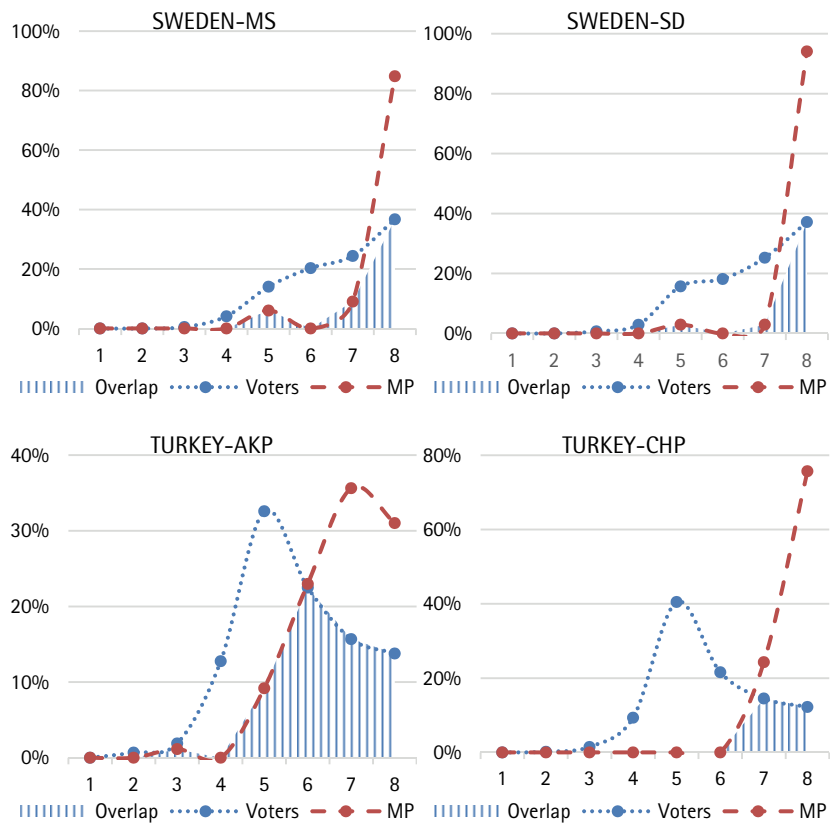 SWEDEN-MS
100%
80%
60%
40%
20%
0%
1 2 3 4 5 6 7 8
Overlap Voters MP
SWEDEN-SD
100%
80%
60%
40%
20%
0%
1 2 3 4 5 6 7 8
Overlap Voters MP
TURKEY-AKP
40%
30%
20%
10%
0%
1 2 3 4 5 6 7 8
Overlap Voters MP
TURKEY-CHP
80%
60%
40%
20%
0%
1 2 3 4 5 6 7 8
Overlap Voters MP